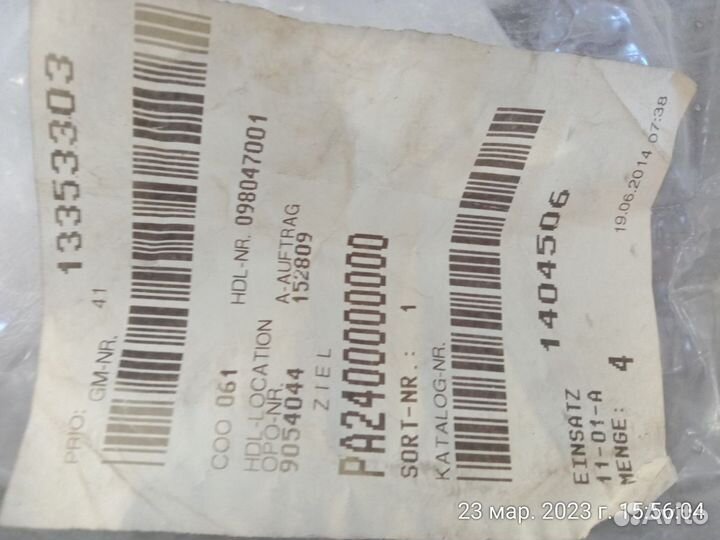 PRIO: GM-NR. 13353303
41
COO 061 HDL-NR. 098047001
HDL-LOCATION
OPO-NR. A-AUFTRAG
9054044 152809
ZIEL
PA2400000000
SORT-NR.: 1
KATALOG-NR.
1404506
EINSATZ
11-01-A 19.06.2014 07:38
MENGE: 4
23 мар. 2023 г. 15:56:04
Avito